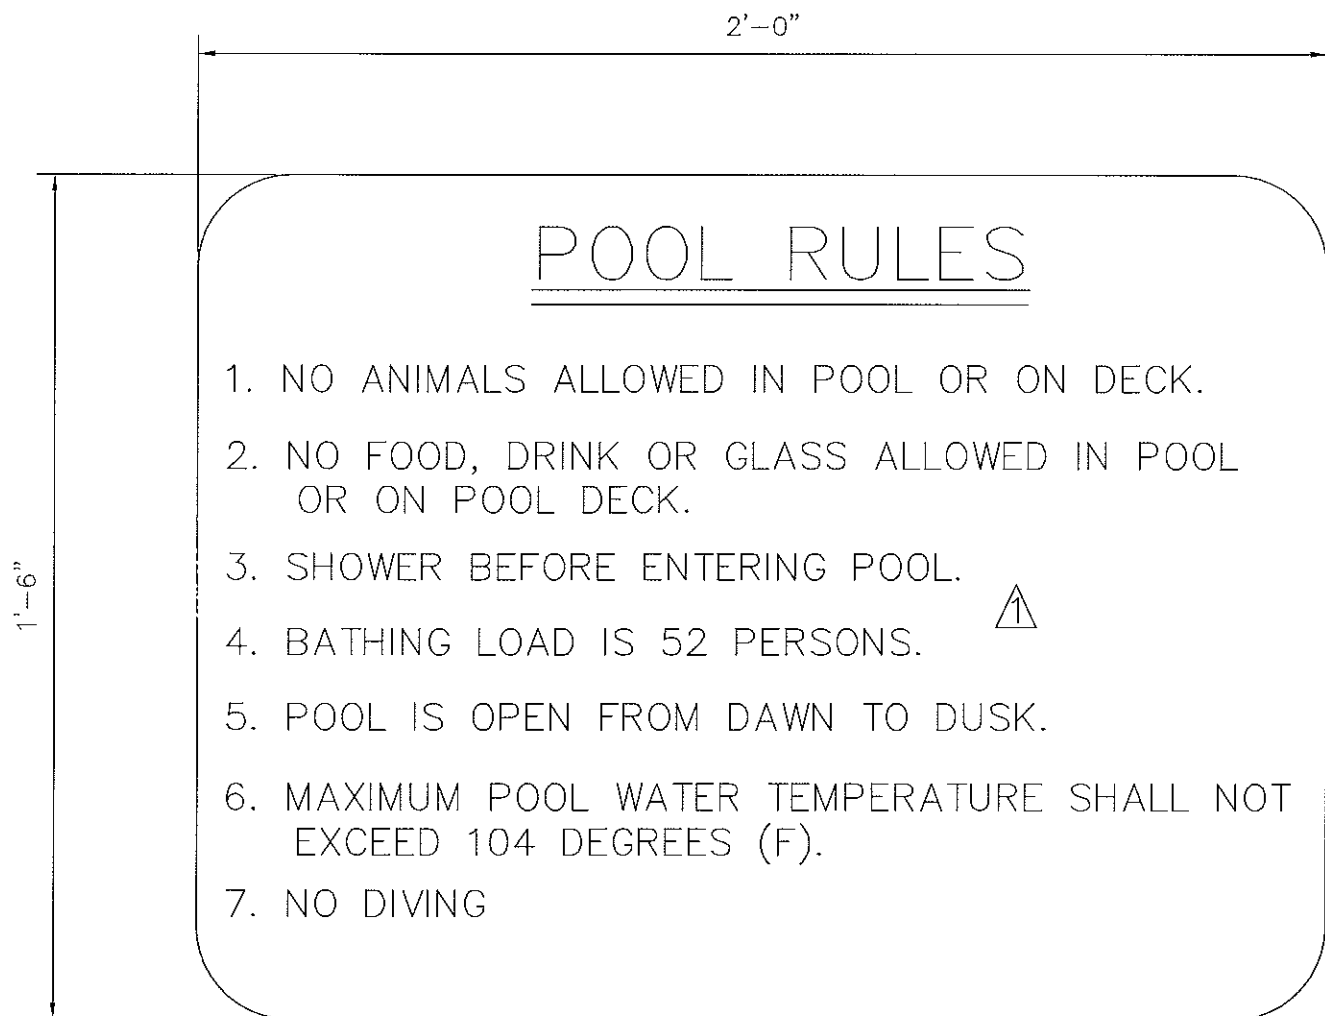 2'-0"
POOL RULES
1. NO ANIMALS ALLOWED IN POOL OR ON DECK.
2. NO FOOD, DRINK OR GLASS ALLOWED IN POOL
OR ON POOL DECK.
3. SHOWER BEFORE ENTERING POOL.
1
4. BATHING LOAD IS 52 PERSONS.
5. POOL IS OPEN FROM DAWN TO DUSK.
6. MAXIMUM POOL WATER TEMPERATURE SHALL NOT
EXCEED 104 DEGREES (F).
7. NO DIVING
1'-6"